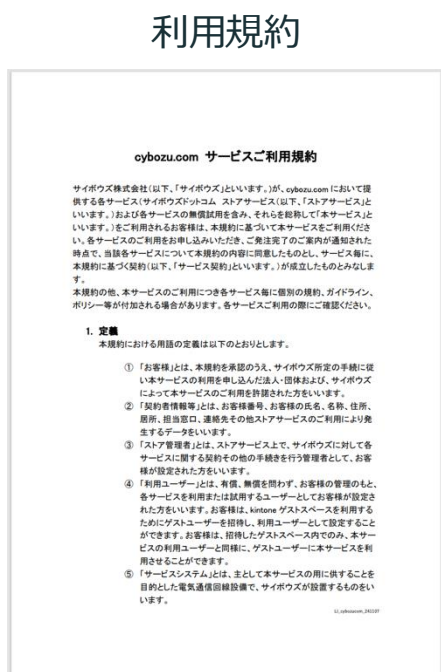 利用規約
cybozu.com サービスご利用規約
サイボウズ株式会社(以下、「サイボウズ」といいます。)が、cybozu.com において提
供する各サービス(サイボウズドットコム ストアサービス(以下、「ストアサービス」と
いいます。)および各サービスの無償試用を含み、それらを総称して「本サービス」と
いいます。)をご利用されるお客様は、本規約に基づいて本サービスをご利用くださ
い。各サービスのご利用をお申し込みいただき、ご発注完了のご案内が通知された
時点で、当該各サービスについて本規約の内容に同意したものとし、サービス毎に、
本規約に基づく契約(以下、「サービス契約」といいます。)が成立したものとみなしま
す。
本規約の他、本サービスのご利用につき各サービス毎に個別の規約、ガイドライン、
ポリシー等が付加される場合があります。各サービスご利用の際にご確認ください。
1. 定義
本規約における用語の定義は以下のとおりとします。
① 「お客様」とは、本規約を承認のうえ、サイボウズ所定の手続に従
い本サービスの利用を申し込んだ法人・団体および、サイボウズ
によって本サービスのご利用を許諾された方をいいます。
② 「契約者情報等」とは、お客様番号、お客様の氏名、名称、住所、
居所、担当窓口、連絡先その他ストアサービスのご利用により発
生するデータをいいます。
③ 「ストア管理者」とは、ストアサービス上で、サイボウズに対して各
サービスに関する契約その他の手続きを行う管理者として、お客
様が設定された方をいいます。
④ 「利用ユーザー」とは、有償、無償を問わず、お客様の管理のもと、
各サービスを利用または試用するユーザーとしてお客様が設定さ
れた方をいいます。お客様は、kintone ゲストスペースを利用する
ためにゲストユーザーを招待し、利用ユーザーとして設定すること
ができます。お客様は、招待したゲストスペース内でのみ、本サー
ビスの利用ユーザーと同様に、ゲストユーザーに本サービスを利
用させることができます。
⑤ 「サービスシステム」とは、主として本サービスの用に供することを
目的とした電気通信回線設備で、サイボウズが設置するものをい
います。